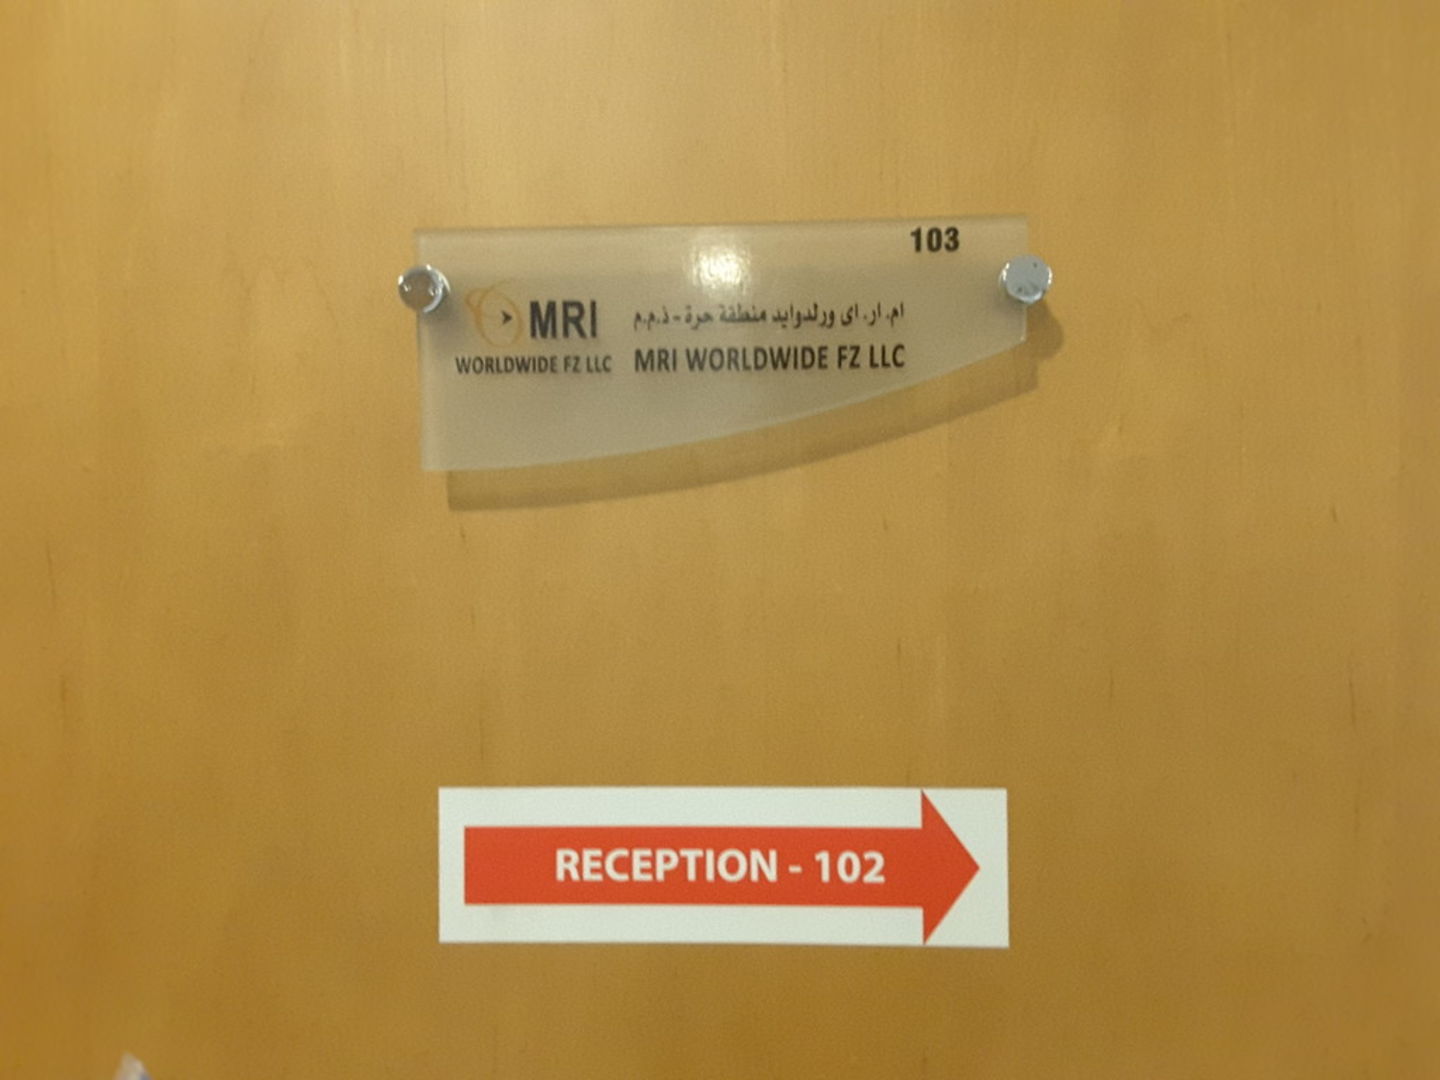 103
MRI
WORLDWIDE FZ LLC
ام. ار. اى ورلدوايد منطقة حرة - ذ.م.م
MRI WORLDWIDE FZ LLC
RECEPTION - 102